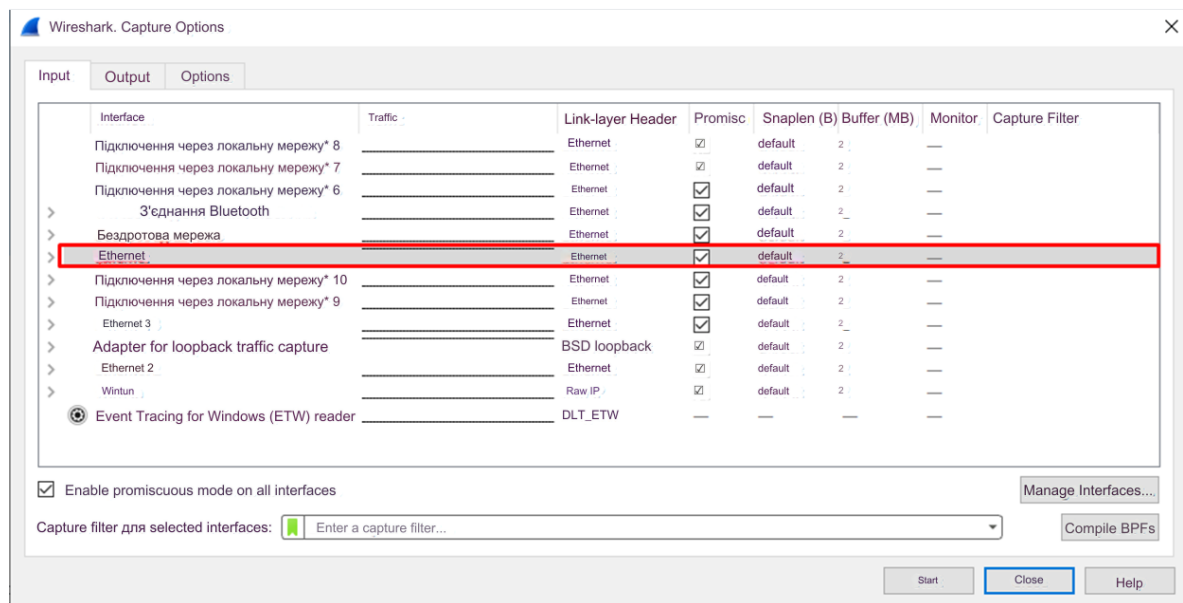 Wireshark. Capture Options
Input Output Options
Interface Traffic Link-layer Header Promisc Snaplen (B) Buffer (MB) Monitor Capture Filter
Підключення через локальну мережу* 8 Ethernet default 2 —
Підключення через локальну мережу* 7 Ethernet default 2 —
Підключення через локальну мережу* 6 Ethernet default 2 —
З'єднання Bluetooth Ethernet default 2 —
Бездротова мережа Ethernet default 2 —
Ethernet Ethernet default 2 —
Підключення через локальну мережу* 10 Ethernet default 2 —
Підключення через локальну мережу* 9 Ethernet default 2 —
Ethernet 3 Ethernet default 2 —
Adapter for loopback traffic capture BSD loopback default 2 —
Ethernet 2 Ethernet default 2 —
Wintun Raw IP default 2 —
Event Tracing for Windows (ETW) reader DLT_ETW — — — —
Enable promiscuous mode on all interfaces
Manage Interfaces....
Capture filter для selected interfaces: Enter a capture filter... Compile BPFs
Start Close Help